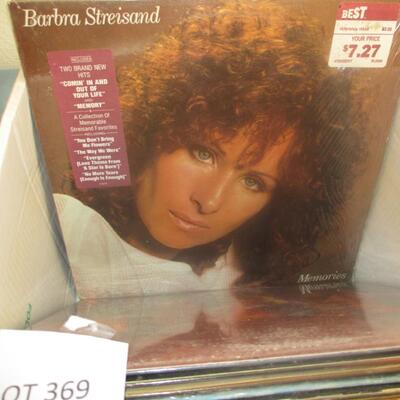 Barbra Streisand
BEST
YOUR PRICE
$7.27
INCLUDES
TWO BRAND NEW
HITS
"COMIN' IN AND
OUT OF
YOUR LIFE"
AND
"MEMORY"
A Collection Of
Memorable
Streisand Favorites
INCLUDING
"You Don't Bring
Me Flowers"
"The Way We Were"
"Evergreen
(Love Theme From
'A Star Is Born')"
"No More Tears
(Enough Is Enough)"
Memories
OT 369